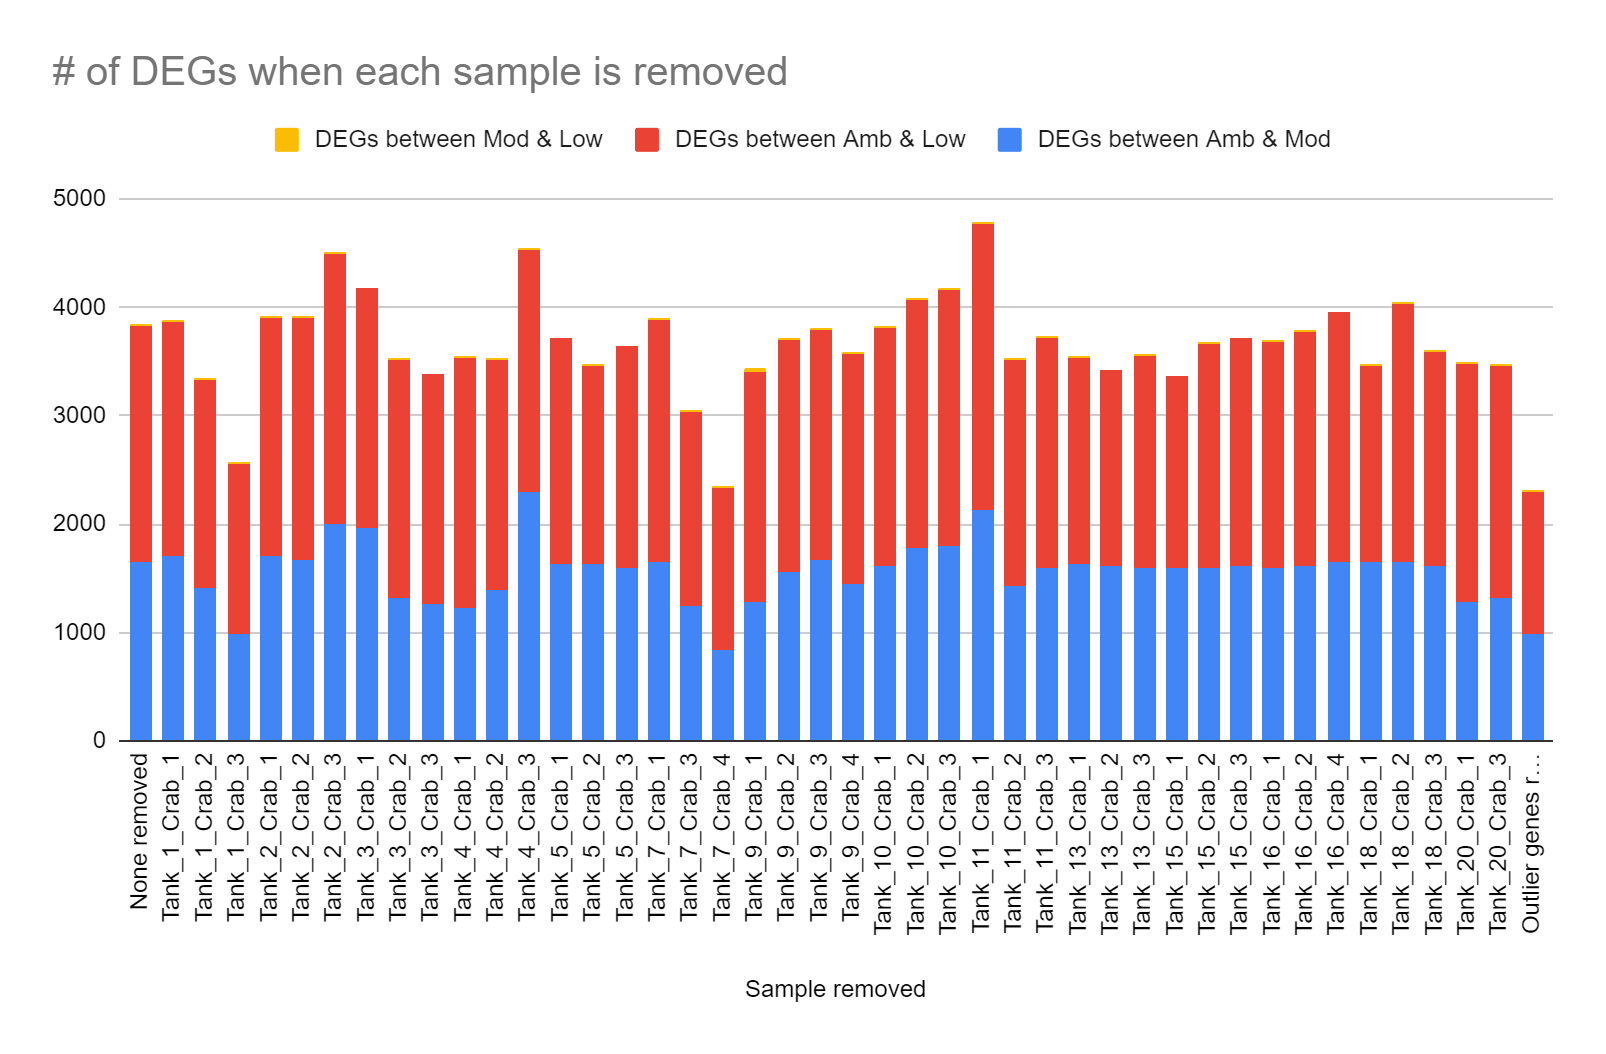 # of DEGs when each sample is removed
DEGs between Mod & Low DEGs between Amb & Low DEGs between Amb & Mod
5000
4000
3000
2000
1000
0
None removed
Tank_1_Crab_1
Tank_1_Crab_2
Tank_1_Crab_3
Tank_2_Crab_1
Tank_2_Crab_2
Tank_2_Crab_3
Tank_3_Crab_1
Tank_3_Crab_2
Tank_3_Crab_3
Tank_4_Crab_1
Tank_4_Crab_2
Tank_4_Crab_3
Tank_5_Crab_1
Tank_5_Crab_2
Tank_5_Crab_3
Tank_7_Crab_1
Tank_7_Crab_3
Tank_7_Crab_4
Tank_9_Crab_1
Tank_9_Crab_2
Tank_9_Crab_3
Tank_9_Crab_4
Tank_10_Crab_1
Tank_10_Crab_2
Tank_10_Crab_3
Tank_11_Crab_1
Tank_11_Crab_2
Tank_11_Crab_3
Tank_13_Crab_1
Tank_13_Crab_2
Tank_13_Crab_3
Tank_15_Crab_1
Tank_15_Crab_2
Tank_15_Crab_3
Tank_16_Crab_1
Tank_16_Crab_2
Tank_16_Crab_4
Tank_18_Crab_1
Tank_18_Crab_2
Tank_18_Crab_3
Tank_20_Crab_1
Tank_20_Crab_3
Outlier genes r…
Sample removed